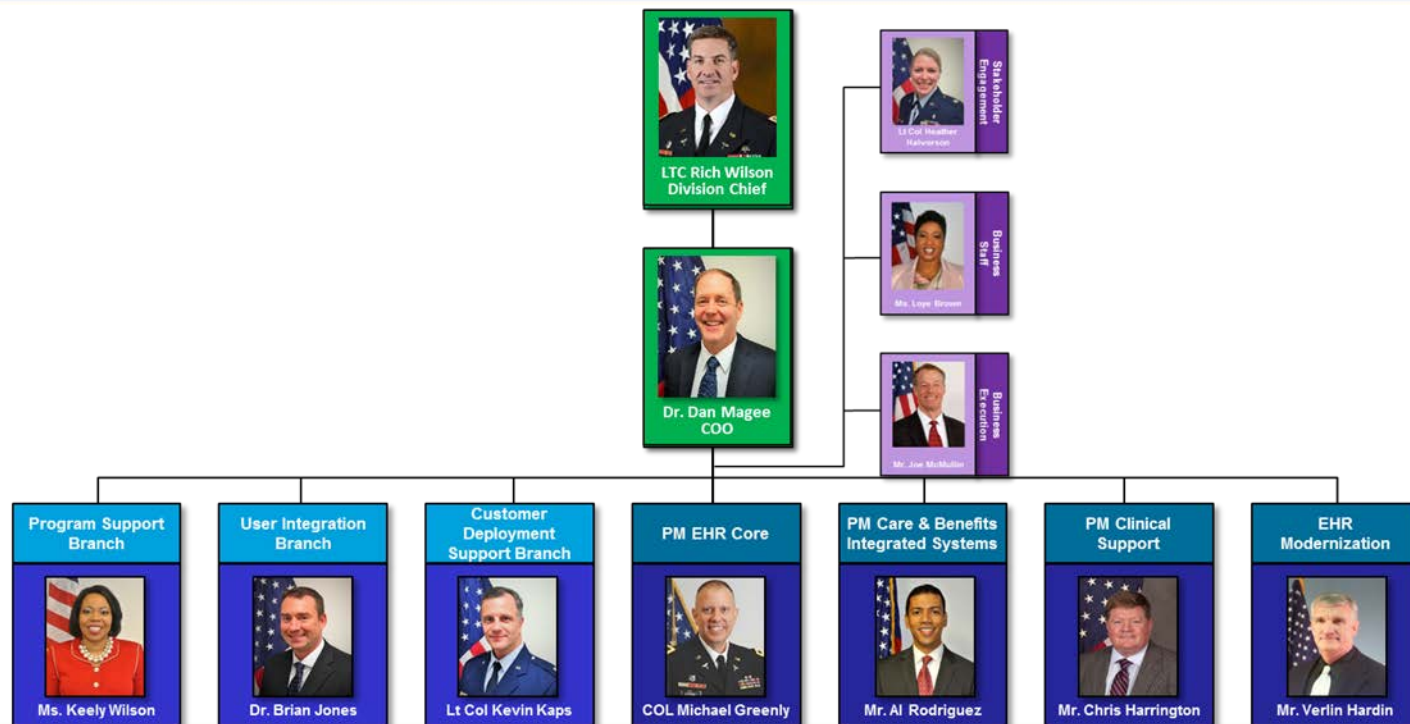 LTC Rich Wilson
Division Chief
Stakeholder
Engagement
Lt Col Heather
Halverson
Dr. Dan Magee
COO
Business
Staff
Ms. Loye Brown
Business
Execution
Mr. Joe McMullin
Program Support
Branch
Ms. Keely Wilson
User Integration
Branch
Dr. Brian Jones
Customer
Deployment
Support Branch
Lt Col Kevin Kaps
PM EHR Core
COL Michael Greenly
PM Care & Benefits
Integrated Systems
Mr. Al Rodriguez
PM Clinical
Support
Mr. Chris Harrington
EHR
Modernization
Mr. Verlin Hardin